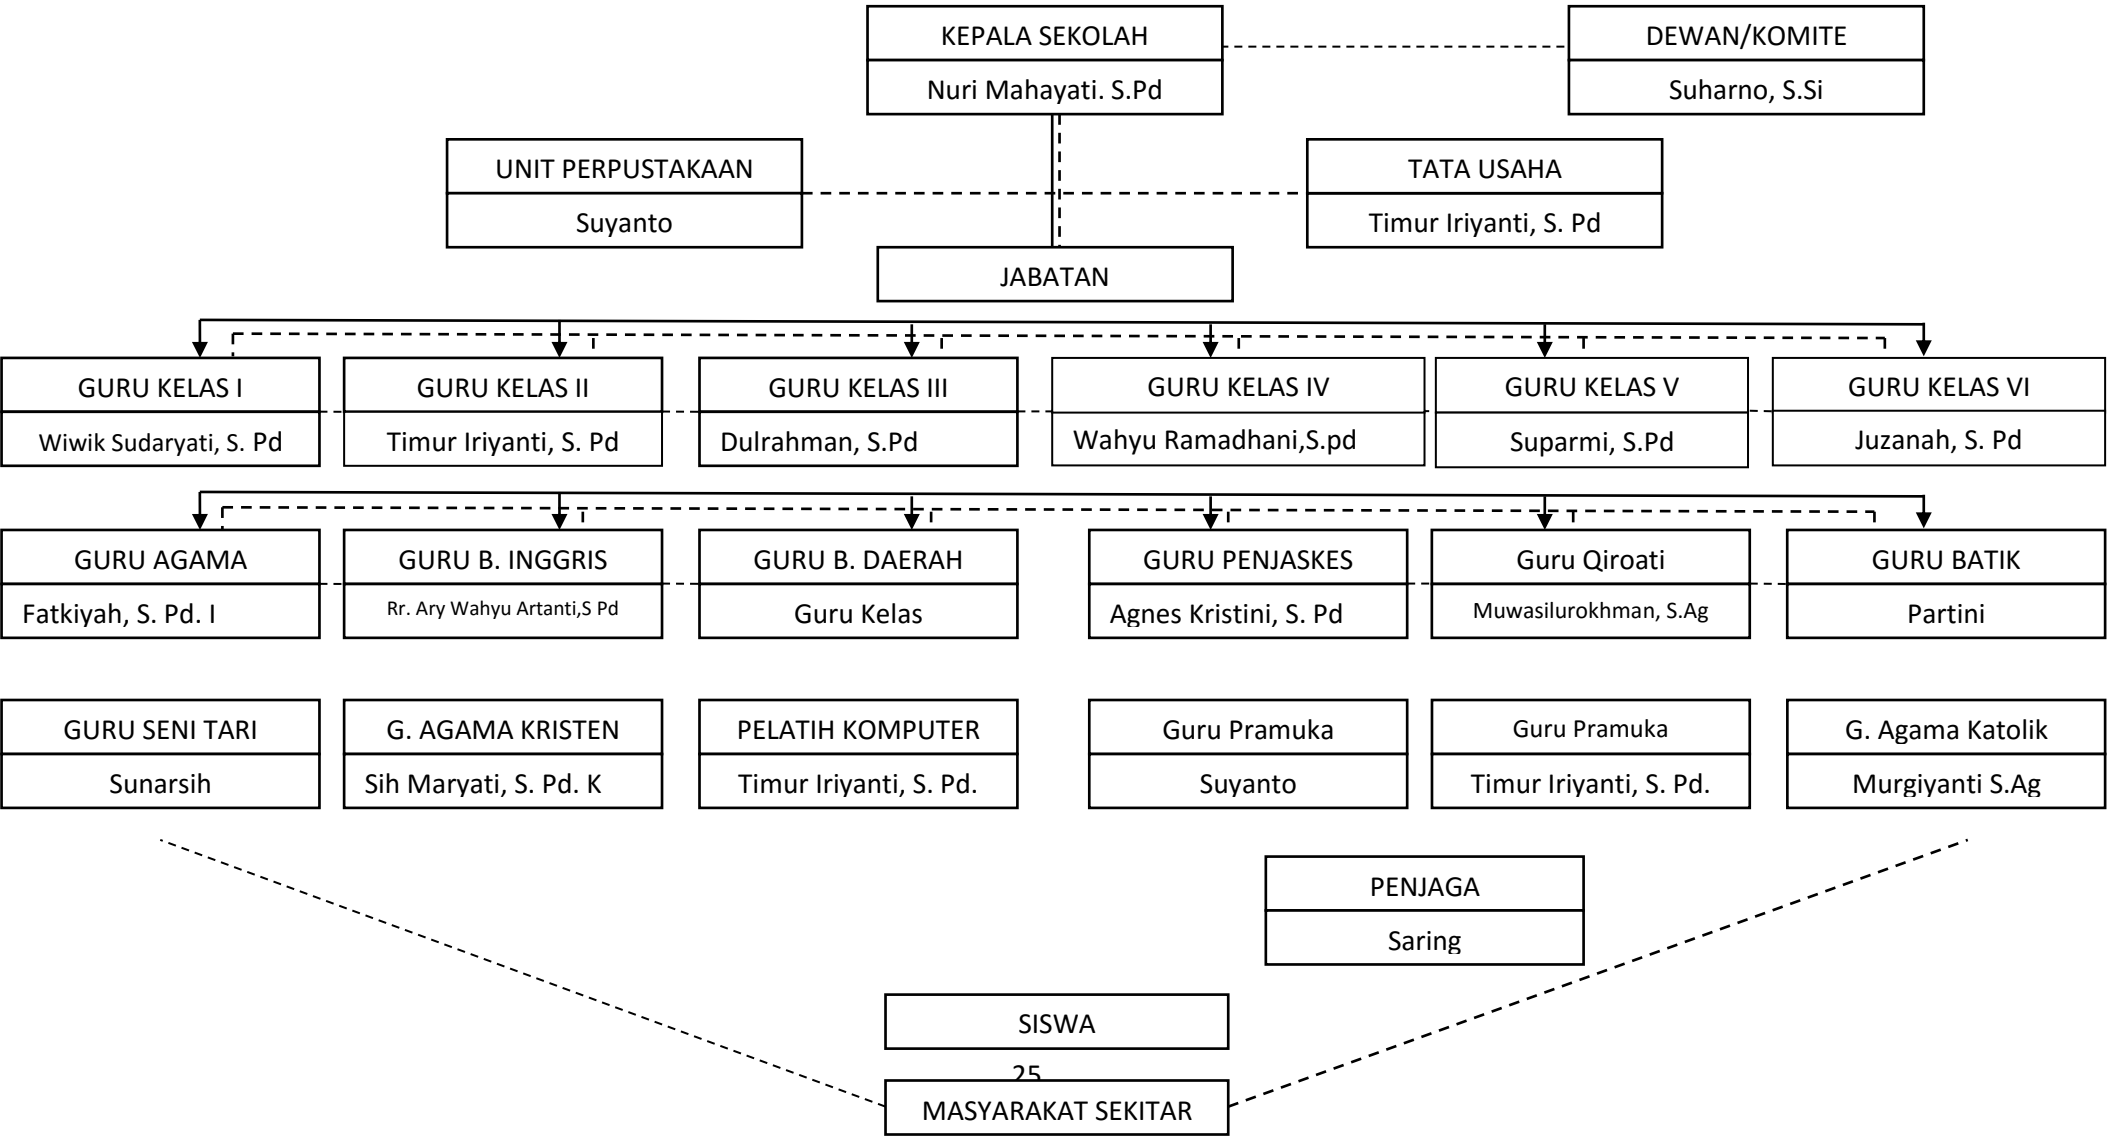 KEPALA SEKOLAH
Nuri Mahayati. S.Pd
DEWAN/KOMITE
Suharno, S.Si
UNIT PERPUSTAKAAN
Suyanto
TATA USAHA
Timur Iriyanti, S. Pd
JABATAN
GURU KELAS I
Wiwik Sudaryati, S. Pd
GURU KELAS II
Timur Iriyanti, S. Pd
GURU KELAS III
Dulrahman, S.Pd
GURU KELAS IV
Wahyu Ramadhani,S.pd
GURU KELAS V
Suparmi, S.Pd
GURU KELAS VI
Juzanah, S. Pd
GURU AGAMA
Fatkiyah, S. Pd. I
GURU B. INGGRIS
Rr. Ary Wahyu Artanti,S Pd
GURU B. DAERAH
Guru Kelas
GURU PENJASKES
Agnes Kristini, S. Pd
Guru Qiroati
Muwasilurokhman, S.Ag
GURU BATIK
Partini
GURU SENI TARI
Sunarsih
G. AGAMA KRISTEN
Sih Maryati, S. Pd. K
PELATIH KOMPUTER
Timur Iriyanti, S. Pd.
Guru Pramuka
Suyanto
Guru Pramuka
Timur Iriyanti, S. Pd.
G. Agama Katolik
Murgiyanti S.Ag
PENJAGA
Saring
SISWA
25
MASYARAKAT SEKITAR